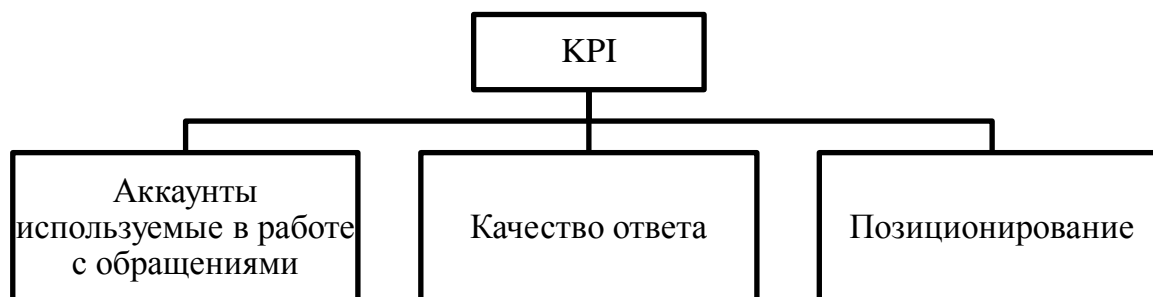 KPI
Аккаунты
используемые в работе
с обращениями
Качество ответа
Позиционирование